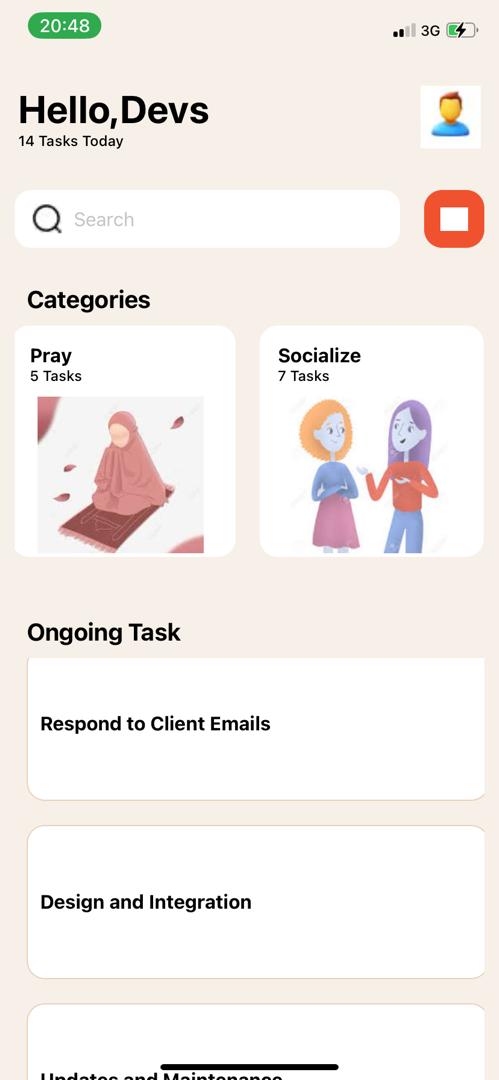 20:48
3G
Hello,Devs
14 Tasks Today
Search
Categories
Pray
5 Tasks
Socialize
7 Tasks
Ongoing Task
Respond to Client Emails
Design and Integration
Updates and Maintenance